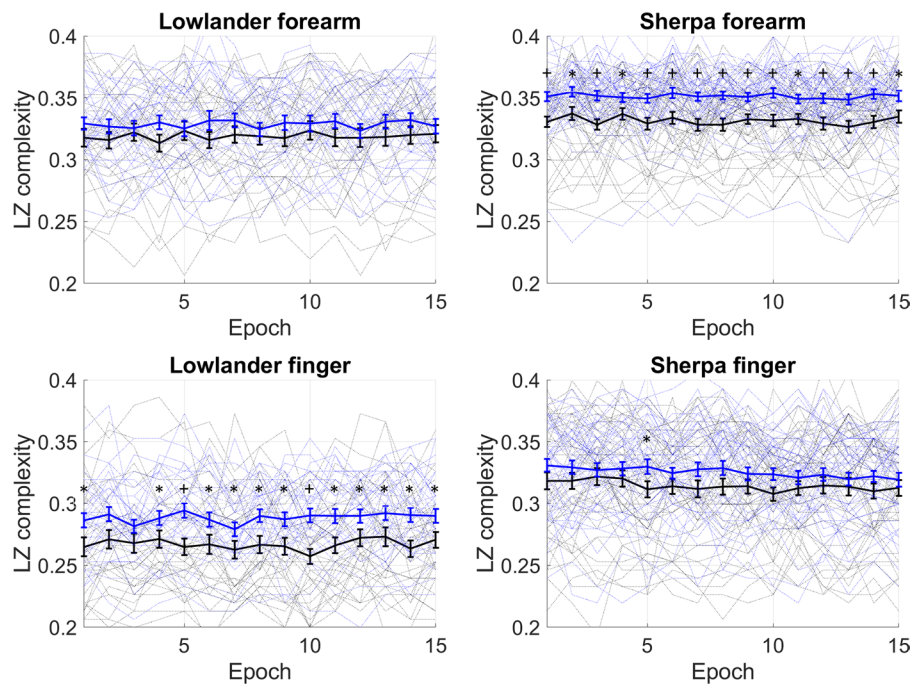 Lowlander forearm
0.4
0.35
0.3
0.25
0.2
LZ complexity
5
10
15
Epoch
Sherpa forearm
0.4
0.35
0.3
0.25
0.2
LZ complexity
+ * + * + + + + + + * + + + *
5
10
15
Epoch
Lowlander finger
0.4
0.35
0.3
0.25
0.2
LZ complexity
* * + * * * * + * * * * *
5
10
15
Epoch
Sherpa finger
0.4
0.35
0.3
0.25
0.2
LZ complexity
*
5
10
15
Epoch